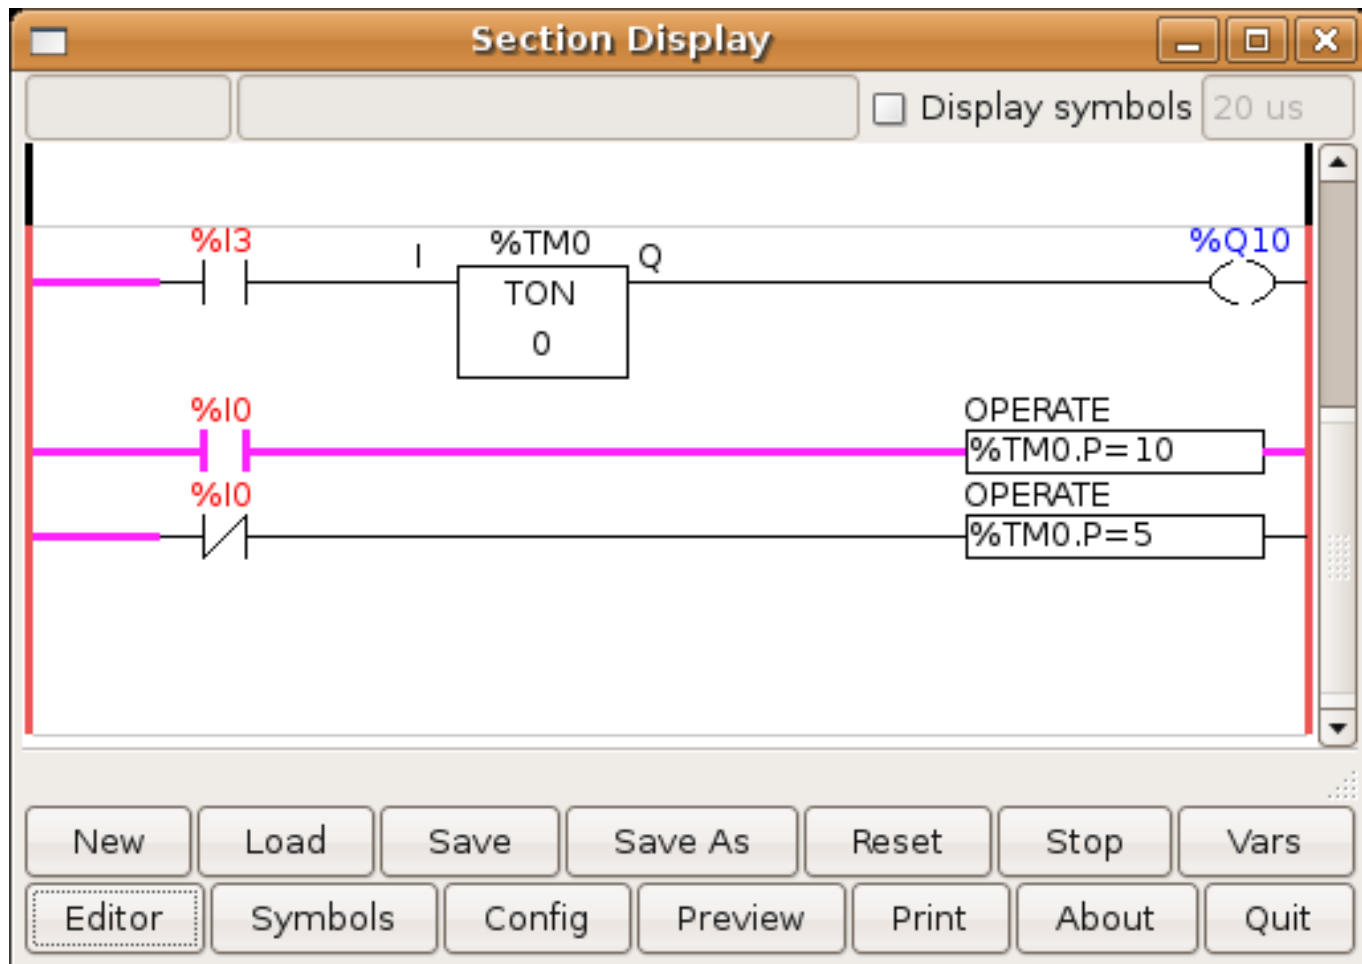 Section Display
Display symbols 20 us
%I3 I %TM0 Q %Q10
TON
0
%I0 OPERATE
%TM0.P=10
%I0 OPERATE
%TM0.P=5
New Load Save Save As Reset Stop Vars
Editor Symbols Config Preview Print About Quit